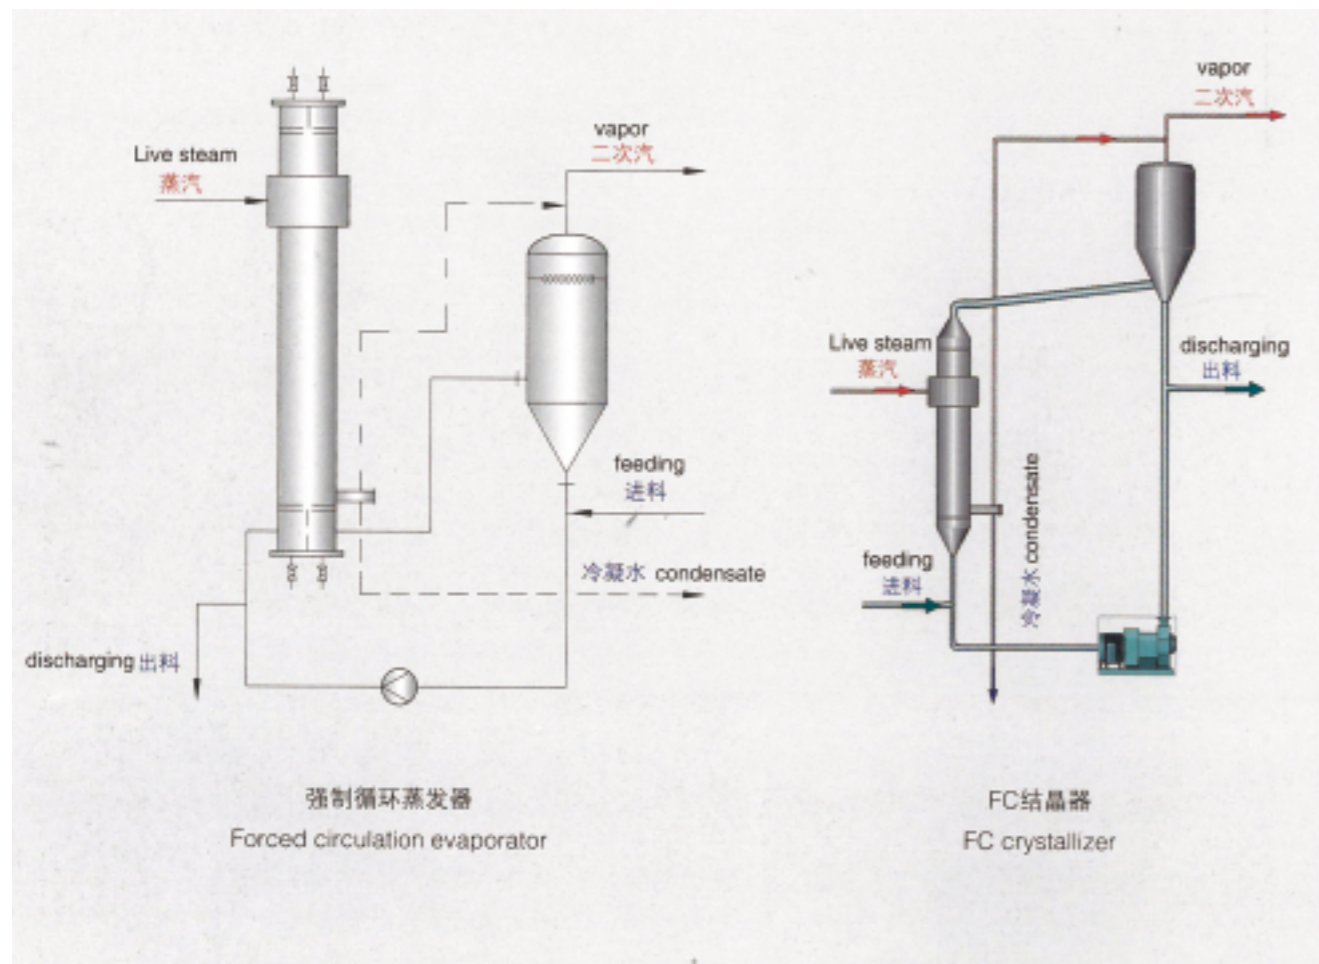 Live steam
蒸汽
vapor
二次汽
feeding
进料
冷凝水 condensate
discharging 出料
强制循环蒸发器
Forced circulation evaporator
vapor
二次汽
Live steam
蒸汽
discharging
出料
冷凝水 condensate
feeding
进料
FC结晶器
FC crystallizer